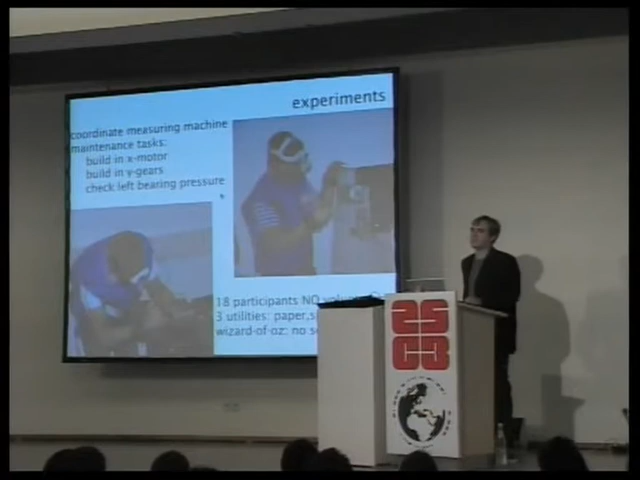 experiments
coordinate measuring machine
maintenance tasks:
build in x-motor
build in y-gears
check left bearing pressure
18 participants NO
3 utilities: paper,
wizard-of-oz: no
25
C3